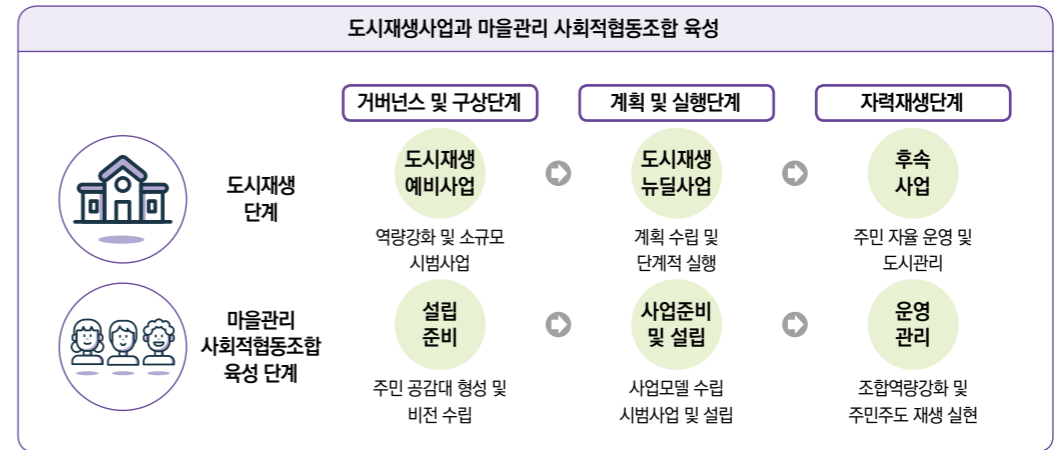 도시재생사업과 마을관리 사회적협동조합 육성
거버넌스 및 구상단계
계획 및 실행단계
자력재생단계
도시재생
단계
도시재생
예비사업
도시재생
뉴딜사업
후속
사업
역량강화 및 소규모
시범사업
계획 수립 및
단계적 실행
주민 자율 운영 및
도시관리
마을관리
사회적협동조합
육성 단계
설립
준비
사업준비
및 설립
운영
관리
주민 공감대 형성 및
비전 수립
사업모델 수립
시범사업 및 설립
조합역량강화 및
주민주도 재생 실현